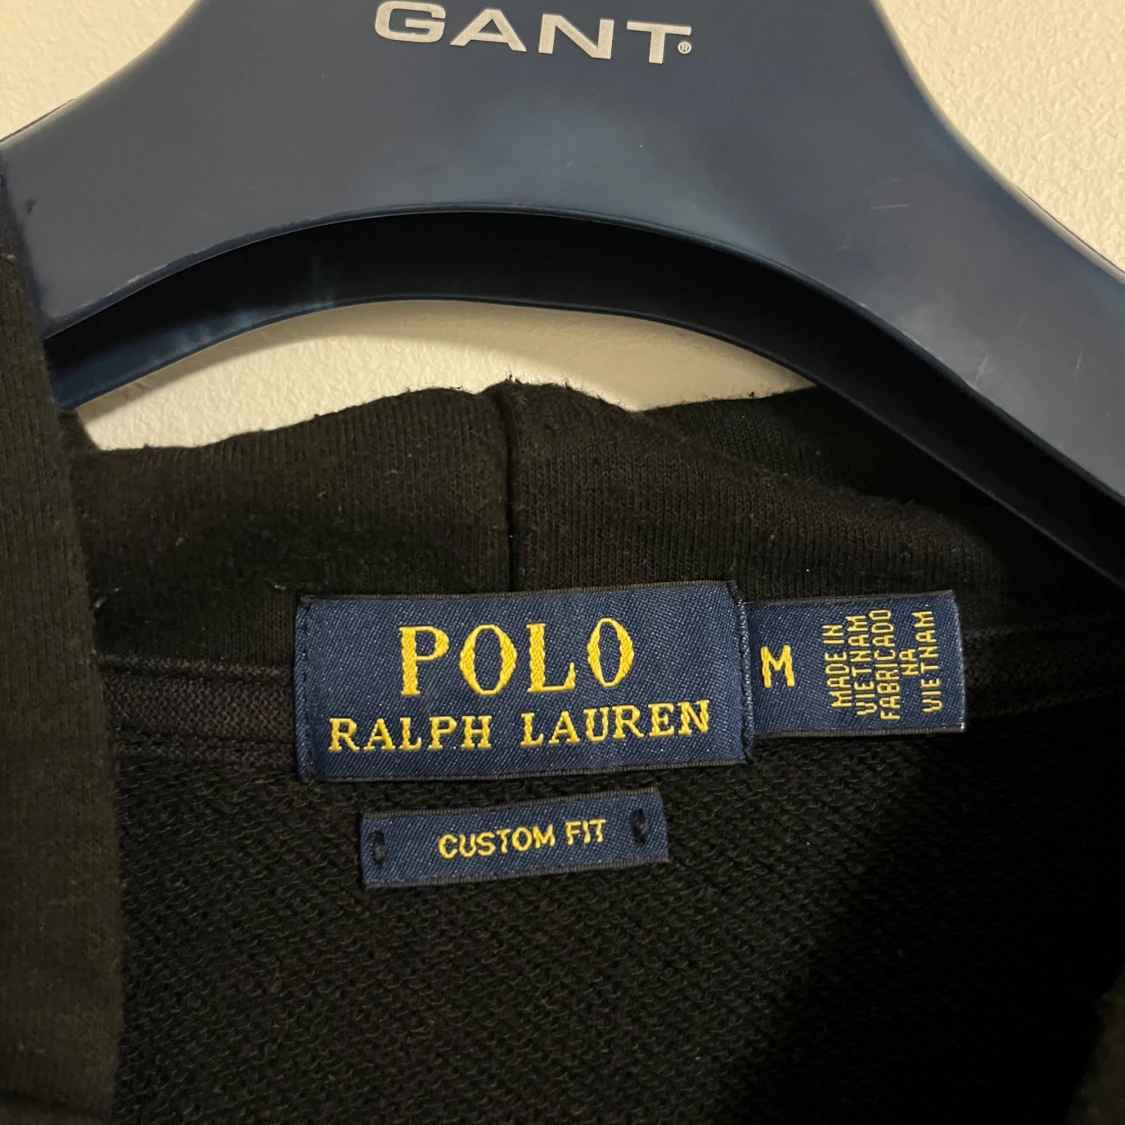 GANT®
POLO
RALPH LAUREN
M
MADE IN
VIETNAM
FABRICADO
NA
VIETNAM
CUSTOM FIT